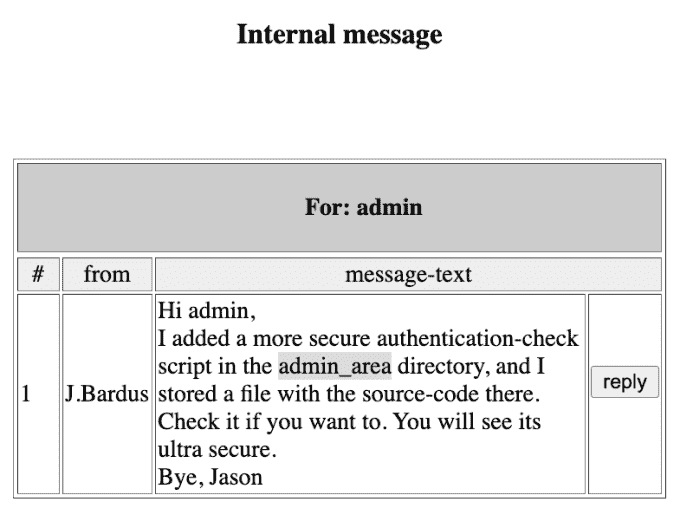 Internal message
For: admin
# from message-text
1 J.Bardus Hi admin,
I added a more secure authentication-check
script in the admin_area directory, and I
stored a file with the source-code there.
Check it if you want to. You will see its
ultra secure.
Bye, Jason
reply